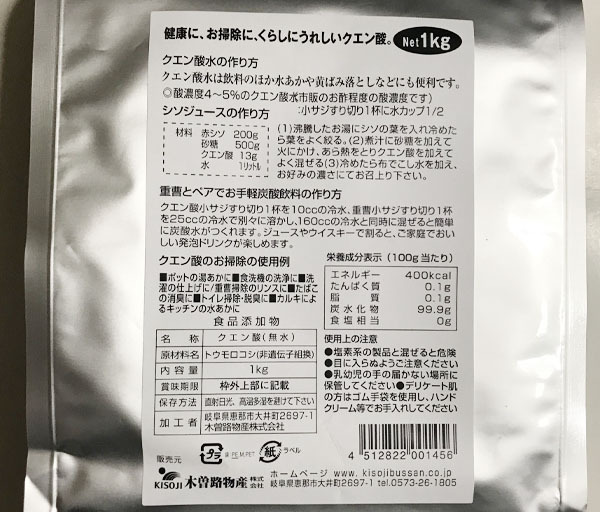 健康に、お掃除に、くらしにうれしいクエン酸。 Net 1kg
クエン酸水の作り方
クエン酸水は飲料のほか水あかや黄ばみ落としなどにも便利です。
◎酸濃度4~5%のクエン酸水(市販のお酢程度の酸濃度です)
:小サジすり切り1杯に水カップ1/2
シソジュースの作り方
材料 赤シソ 200g
砂糖 500g
クエン酸 13g
水 1リットル
(1)沸騰したお湯にシソの葉を入れ冷めた
ら葉をよく絞る。(2)煮汁に砂糖を加えて
火にかけ、あら熱をとりクエン酸を加えて
よく混ぜる(3)冷めたら布でこし水を加え、
お好みの濃さにてお召上り下さい。
重曹とペアでお手軽炭酸飲料の作り方
クエン酸小サジすり切り1杯を10ccの冷水、重曹小サジすり切り1杯
を25ccの冷水で別々に溶かし、160ccの冷水と同時に混ぜると簡単
に炭酸水がつくれます。ジュースやウイスキーで割ると、ご家庭でおい
しい発泡ドリンクが楽しめます。
クエン酸のお掃除の使用例
■ポットの湯あかに■食洗機の洗浄に■洗
濯の仕上げに/重曹掃除のリンスに■たばこ
の消臭に■トイレ掃除・脱臭に■カルキによ
るキッチンの水あかに
栄養成分表示(100g当たり)
エネルギー 400kcal
たんぱく質 0.1g
脂質 0.1g
炭水化物 99.9g
食塩相当 0g
食品添加物
名称 クエン酸(無水)
原材料名 トウモロコシ(非遺伝子組換)
内容量 1kg
賞味期限 枠外上部に記載
保存方法 直射日光、高温多湿を避けて下さい
加工者 岐阜県恵那市大井町2697-1
木曽路物産株式会社
使用上の注意
●塩素系の製品と混ぜると危険
●目に入らぬようご注意ください
●乳幼児の手の届かない場所に
保管してください●デリケート肌
の方はゴム手袋を使用し、ハンド
クリーム等でお手入れしてください
プラ
PE,M,PET
紙 ラベル
4 512822 001456
販売元
KISOJI 木曽路物産 株式会社
ホームページ www.kisojibussan.co.jp
岐阜県恵那市大井町2697-1 tel.0573-26-1805